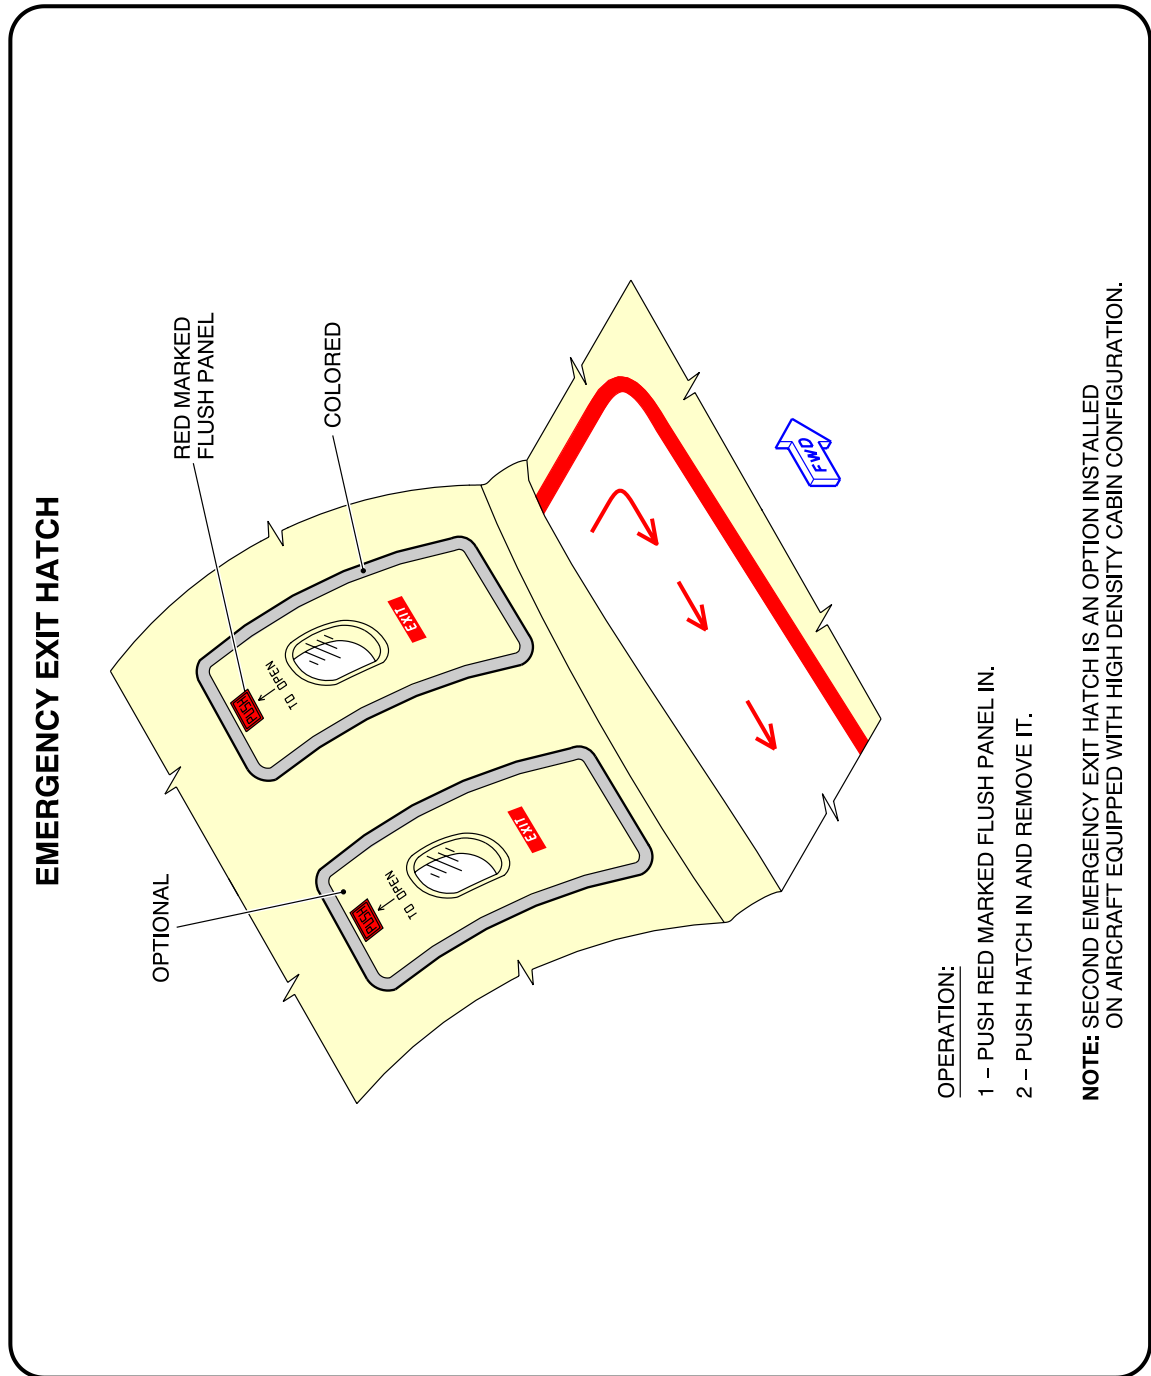 EMERGENCY EXIT HATCH
RED MARKED
FLUSH PANEL
COLORED
OPTIONAL
PUSH
TO OPEN
EXIT
PUSH
TO OPEN
EXIT
FWD
OPERATION:
1 – PUSH RED MARKED FLUSH PANEL IN.
2 – PUSH HATCH IN AND REMOVE IT.
NOTE: SECOND EMERGENCY EXIT HATCH IS AN OPTION INSTALLED
ON AIRCRAFT EQUIPPED WITH HIGH DENSITY CABIN CONFIGURATION.